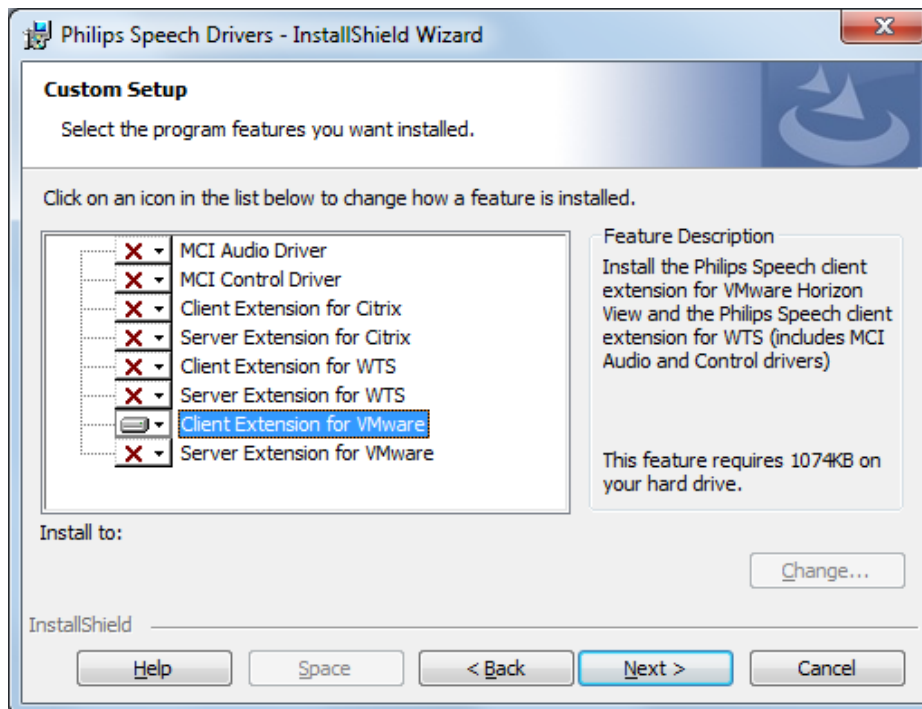 Philips Speech Drivers - InstallShield Wizard
Custom Setup
Select the program features you want installed.
Click on an icon in the list below to change how a feature is installed.
MCI Audio Driver
MCI Control Driver
Client Extension for Citrix
Server Extension for Citrix
Client Extension for WTS
Server Extension for WTS
Client Extension for VMware
Server Extension for VMware
Feature Description
Install the Philips Speech client
extension for VMware Horizon
View and the Philips Speech client
extension for WTS (includes MCI
Audio and Control drivers)
This feature requires 1074KB on
your hard drive.
Install to:
Change...
InstallShield
Help
Space
< Back
Next >
Cancel